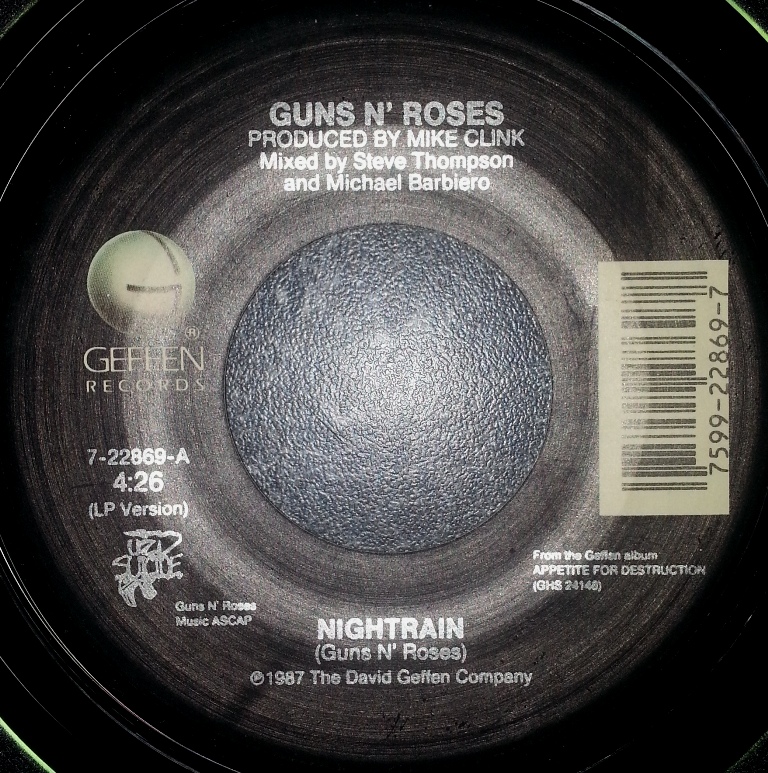 GUNS N' ROSES
PRODUCED BY MIKE CLINK
Mixed by Steve Thompson
and Michael Barbiero
®
GEFFEN
RECORDS
7599-22869-7
7-22869-A
4:26
(LP Version)
UZI
SUICIDE
Guns N' Roses
Music ASCAP
From the Geffen album
APPETITE FOR DESTRUCTION
(GHS 24148)
NIGHTRAIN
(Guns N' Roses)
℗1987 The David Geffen Company